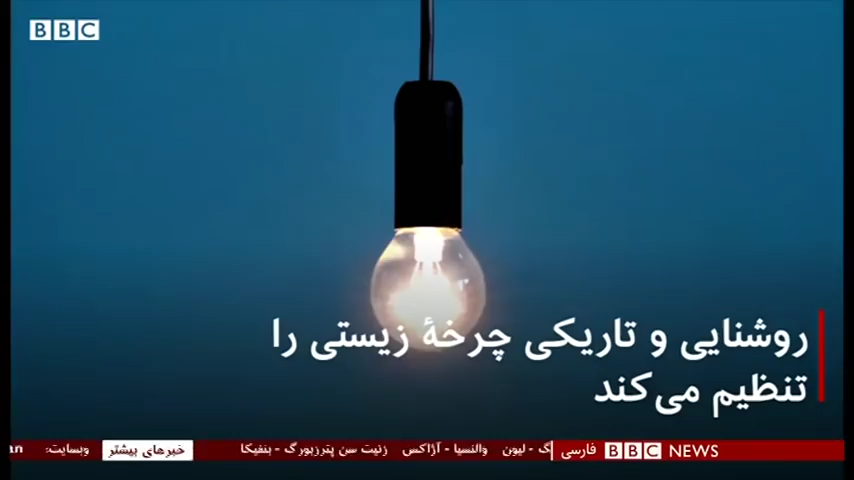 BBC
روشنایی و تاریکی چرخهٔ زیستی را
تنظیم می‌کند
BBC NEWS فارسی
گ - لیون والنسیا - آژاکس زنیت سن پترزبورگ - بنفیکا
خبرهای بیشتر
وبسایت: